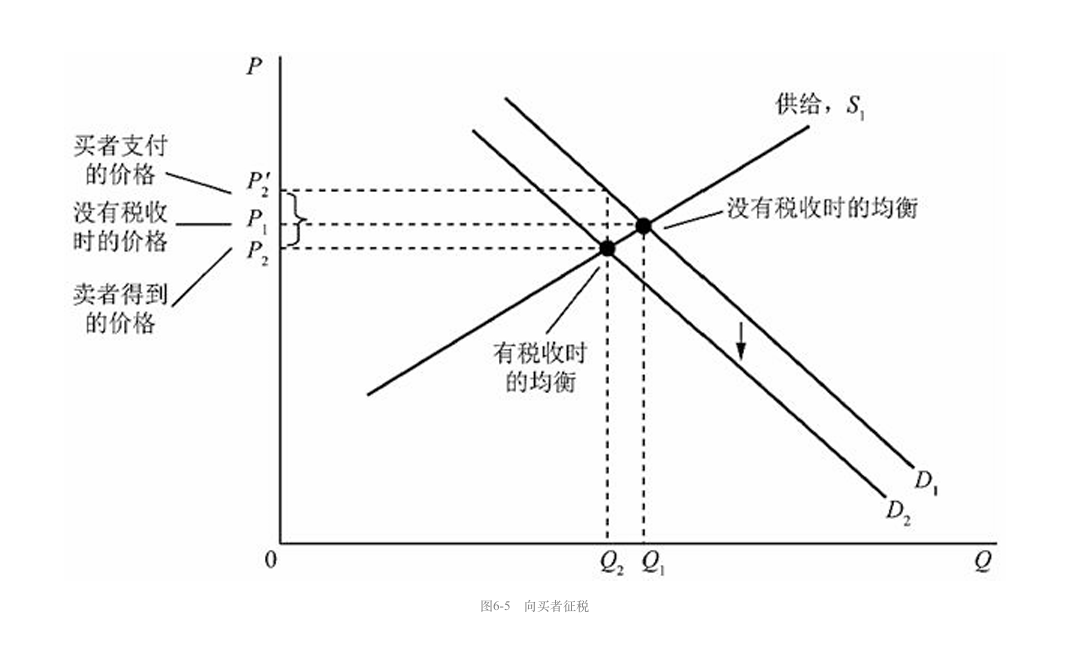 P
供给，S₁
买者支付
的价格
P₂′
没有税收
时的价格
P₁
没有税收时的均衡
P₂
卖者得到
的价格
有税收时
的均衡
D₁
D₂
0
Q₂
Q₁
Q
图6-5 向买者征税